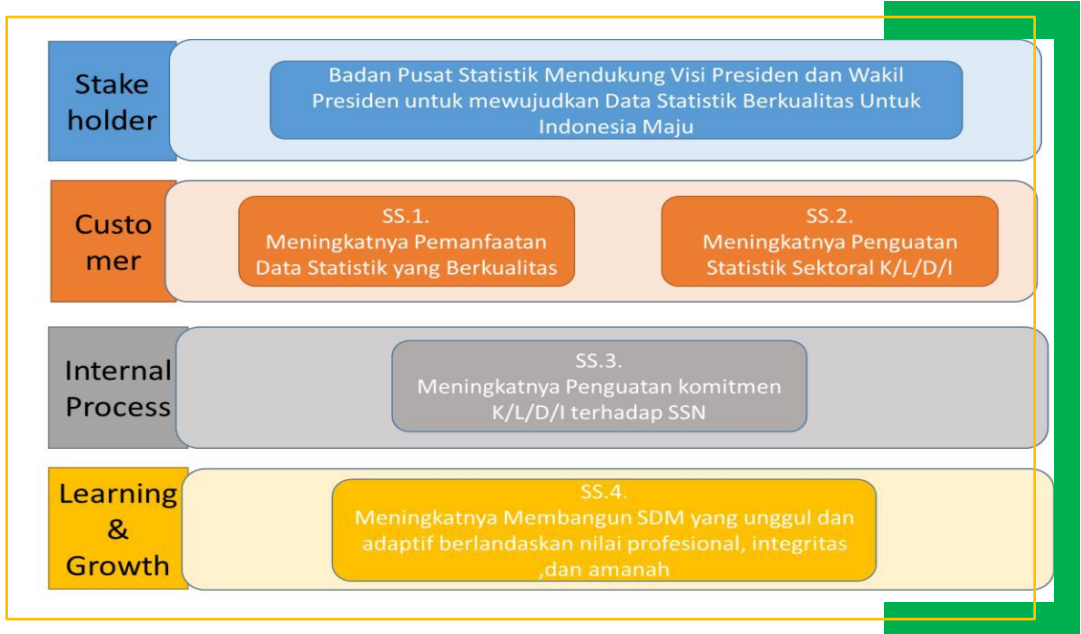 Stake
holder
Badan Pusat Statistik Mendukung Visi Presiden dan Wakil
Presiden untuk mewujudkan Data Statistik Berkualitas Untuk
Indonesia Maju
Custo
mer
SS.1.
Meningkatnya Pemanfaatan
Data Statistik yang Berkualitas
SS.2.
Meningkatnya Penguatan
Statistik Sektoral K/L/D/I
Internal
Process
SS.3.
Meningkatnya Penguatan komitmen
K/L/D/I terhadap SSN
Learning
&
Growth
SS.4.
Meningkatnya Membangun SDM yang unggul dan
adaptif berlandaskan nilai profesional, integritas
,dan amanah